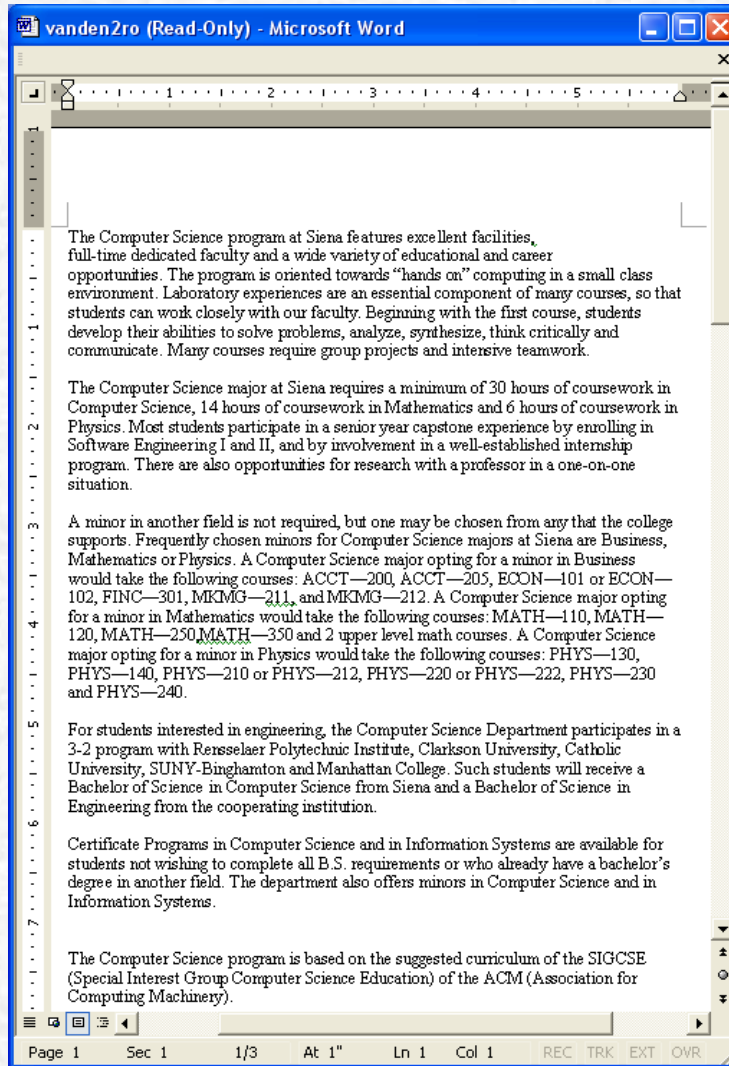 vanden2ro (Read-Only) - Microsoft Word
1 2 3 4 5
The Computer Science program at Siena features excellent facilities,
full-time dedicated faculty and a wide variety of educational and career
opportunities. The program is oriented towards “hands on” computing in a small class
environment. Laboratory experiences are an essential component of many courses, so that
students can work closely with our faculty. Beginning with the first course, students
develop their abilities to solve problems, analyze, synthesize, think critically and
communicate. Many courses require group projects and intensive teamwork.
The Computer Science major at Siena requires a minimum of 30 hours of coursework in
Computer Science, 14 hours of coursework in Mathematics and 6 hours of coursework in
Physics. Most students participate in a senior year capstone experience by enrolling in
Software Engineering I and II, and by involvement in a well-established internship
program. There are also opportunities for research with a professor in a one-on-one
situation.
A minor in another field is not required, but one may be chosen from any that the college
supports. Frequently chosen minors for Computer Science majors at Siena are Business,
Mathematics or Physics. A Computer Science major opting for a minor in Business
would take the following courses: ACCT—200, ACCT—205, ECON—101 or ECON—
102, FINC—301, MKMG—211, and MKMG—212. A Computer Science major opting
for a minor in Mathematics would take the following courses: MATH—110, MATH—
120, MATH—250,MATH—350 and 2 upper level math courses. A Computer Science
major opting for a minor in Physics would take the following courses: PHYS—130,
PHYS—140, PHYS—210 or PHYS—212, PHYS—220 or PHYS—222, PHYS—230
and PHYS—240.
For students interested in engineering, the Computer Science Department participates in a
3-2 program with Rensselaer Polytechnic Institute, Clarkson University, Catholic
University, SUNY-Binghamton and Manhattan College. Such students will receive a
Bachelor of Science in Computer Science from Siena and a Bachelor of Science in
Engineering from the cooperating institution.
Certificate Programs in Computer Science and in Information Systems are available for
students not wishing to complete all B.S. requirements or who already have a bachelor’s
degree in another field. The department also offers minors in Computer Science and in
Information Systems.
The Computer Science program is based on the suggested curriculum of the SIGCSE
(Special Interest Group Computer Science Education) of the ACM (Association for
Computing Machinery).
1
1
2
3
4
5
6
7
Page 1 Sec 1 1/3 At 1" Ln 1 Col 1 REC TRK EXT OVR